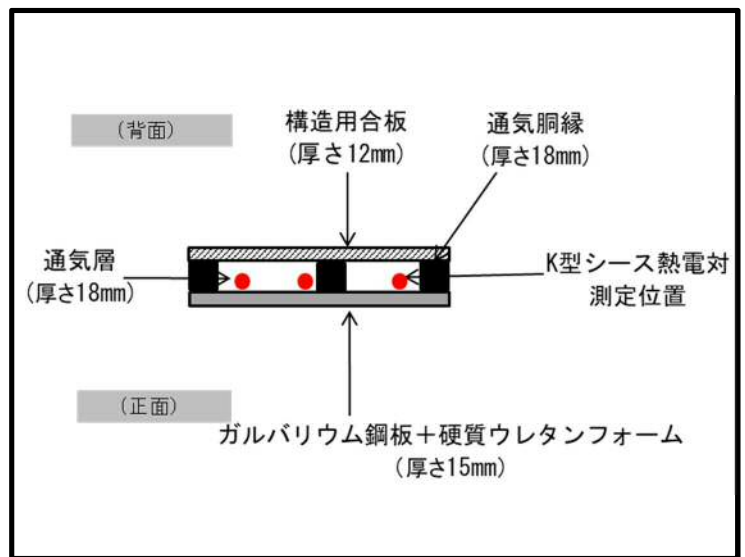 (背面)
構造用合板
(厚さ12mm)
通気胴縁
(厚さ18mm)
通気層
(厚さ18mm)
K型シース熱電対
測定位置
(正面)
ガルバリウム鋼板＋硬質ウレタンフォーム
(厚さ15mm)